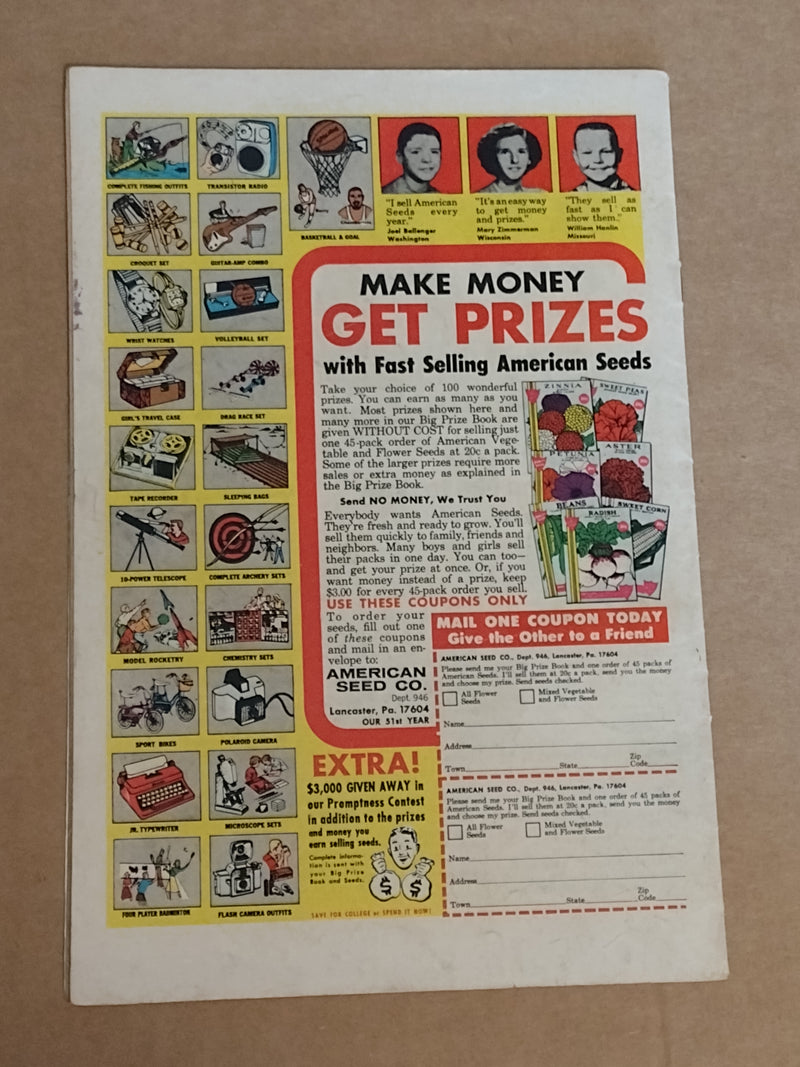 COMPLETE FISHING OUTFITS
TRANSISTOR RADIO
CROQUET SET
GUITAR-AMP COMBO
WRIST WATCHES
VOLLEYBALL SET
GIRL'S TRAVEL CASE
DRAG RACE SET
TAPE RECORDER
SLEEPING BAGS
10-POWER TELESCOPE
COMPLETE ARCHERY SETS
MODEL ROCKETRY
CHEMISTRY SETS
SPORT BIKES
POLAROID CAMERA
JR. TYPEWRITER
MICROSCOPE SETS
FOUR PLAYER BADMINTON
FLASH CAMERA OUTFITS
BASKETBALL & GOAL
"I sell American
Seeds every
year."
Joel Ballenger
Washington
"It's an easy way
to get money
and prizes."
Mary Zimmerman
Wisconsin
"They sell as
fast as I can
show them."
William Hanlin
Missouri
MAKE MONEY
GET PRIZES
with Fast Selling American Seeds
Take your choice of 100 wonderful
prizes. You can earn as many as you
want. Most prizes shown here and
many more in our Big Prize Book are
given WITHOUT COST for selling just
one 45-pack order of American Vege-
table and Flower Seeds at 20c a pack.
Some of the larger prizes require more
sales or extra money as explained in
the Big Prize Book.
Send NO MONEY, We Trust You
Everybody wants American Seeds.
They're fresh and ready to grow. You'll
sell them quickly to family, friends and
neighbors. Many boys and girls sell
their packs in one day. You can too—
and get your prize at once. Or, if you
want money instead of a prize, keep
$3.00 for every 45-pack order you sell.
ZINNIA
SWEET PEAS
PETUNIA
ASTER
BEANS
RADISH
SWEET CORN
USE THESE COUPONS ONLY
To order your
seeds, fill out one
of these coupons
and mail in an en-
velope to:
AMERICAN
SEED CO.
Dept. 946
Lancaster, Pa. 17604
OUR 51st YEAR
MAIL ONE COUPON TODAY
Give the Other to a Friend
AMERICAN SEED CO., Dept. 946, Lancaster, Pa. 17604
Please send me your Big Prize Book and one order of 45 packs of
American Seeds. I'll sell them at 20c a pack, send you the money
and choose my prize. Send seeds checked.
All Flower
Seeds
Mixed Vegetable
and Flower Seeds
Name
Address
Town State Zip Code
AMERICAN SEED CO., Dept. 946, Lancaster, Pa. 17604
Please send me your Big Prize Book and one order of 45 packs of
American Seeds. I'll sell them at 20c a pack, send you the money
and choose my prize. Send seeds checked.
All Flower
Seeds
Mixed Vegetable
and Flower Seeds
Name
Address
Town State Zip Code
EXTRA!
$3,000 GIVEN AWAY in
our Promptness Contest
in addition to the prizes
and money you
earn selling seeds.
Complete informa-
tion is sent with
your Big Prize
Book and Seeds.
$ $
SAVE FOR COLLEGE or SPEND IT NOW!